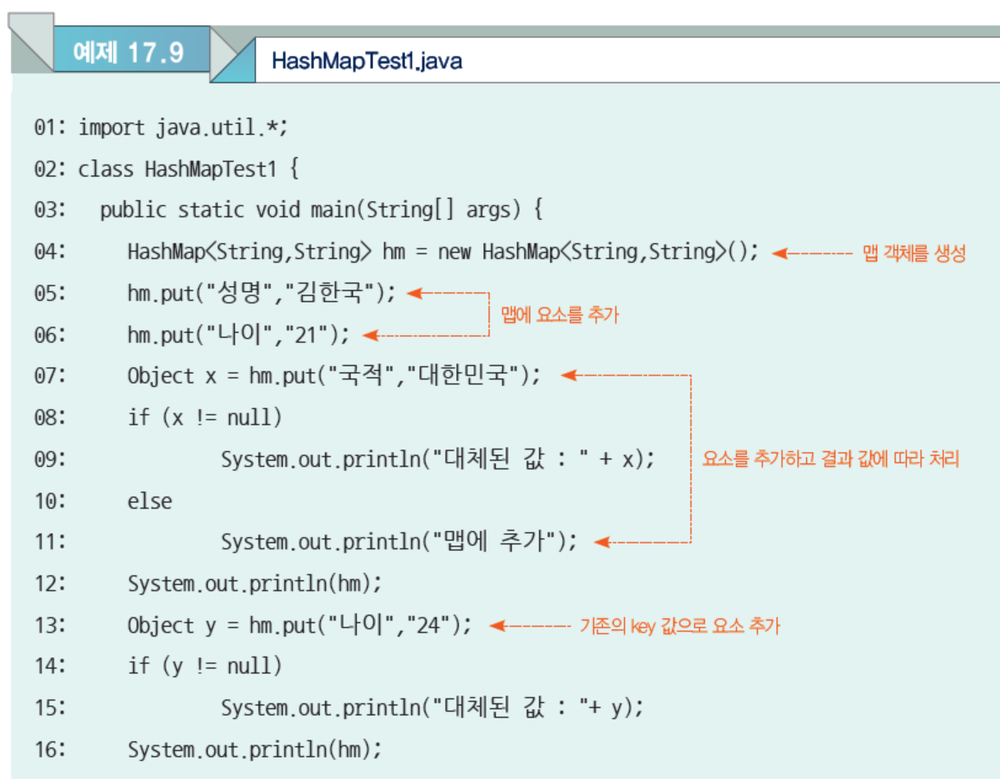 예제 17.9
HashMapTest1.java
01: import java.util.*;
02: class HashMapTest1 {
03: public static void main(String[] args) {
04: HashMap<String,String> hm = new HashMap<String,String>(); 맵 객체를 생성
05: hm.put("성명","김한국");
맵에 요소를 추가
06: hm.put("나이","21");
07: Object x = hm.put("국적","대한민국");
08: if (x != null)
09: System.out.println("대체된 값 : " + x); 요소를 추가하고 결과 값에 따라 처리
10: else
11: System.out.println("맵에 추가");
12: System.out.println(hm);
13: Object y = hm.put("나이","24"); 기존의 key 값으로 요소 추가
14: if (y != null)
15: System.out.println("대체된 값 : "+ y);
16: System.out.println(hm);